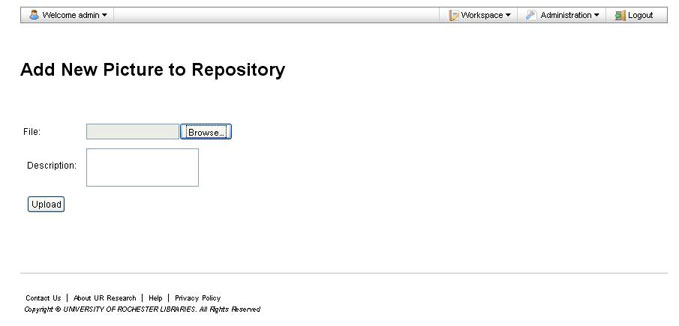 Welcome admin Workspace Administration Logout
Add New Picture to Repository
File: Browse...
Description:
Upload
Contact Us | About UR Research | Help | Privacy Policy
Copyright © UNIVERSITY OF ROCHESTER LIBRARIES. All Rights Reserved